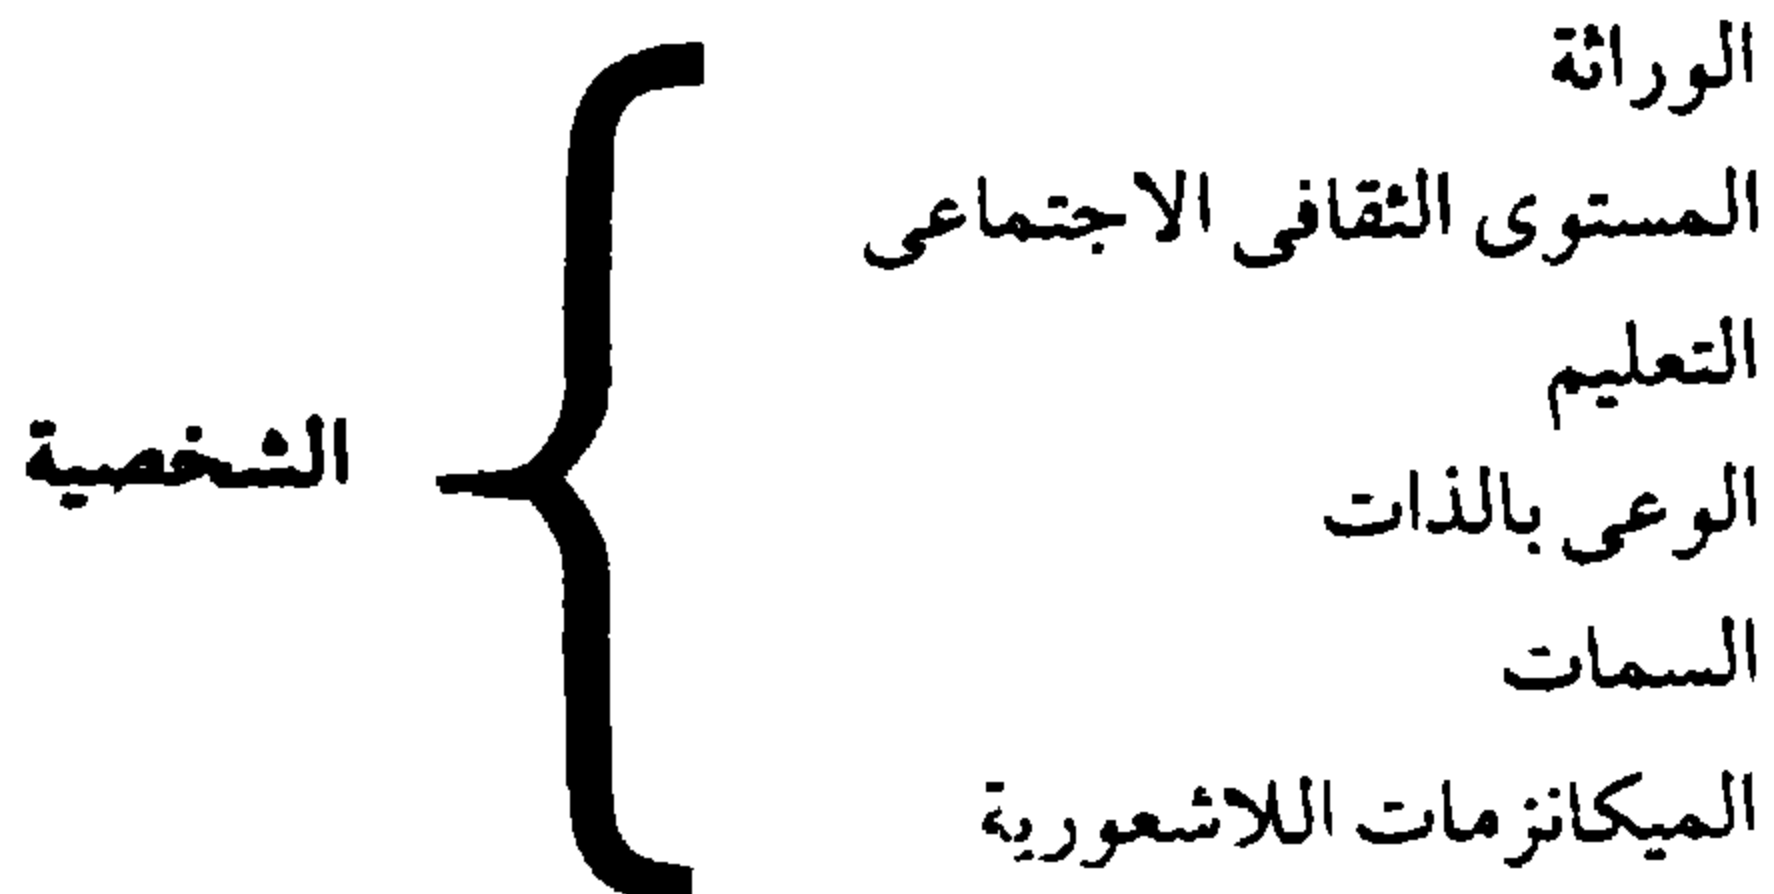 الوراثة
المستوى الثقافى الاجتماعى
التعليم
الوعى بالذات
السمات
الميكانزمات اللاشعورية
الشخصية